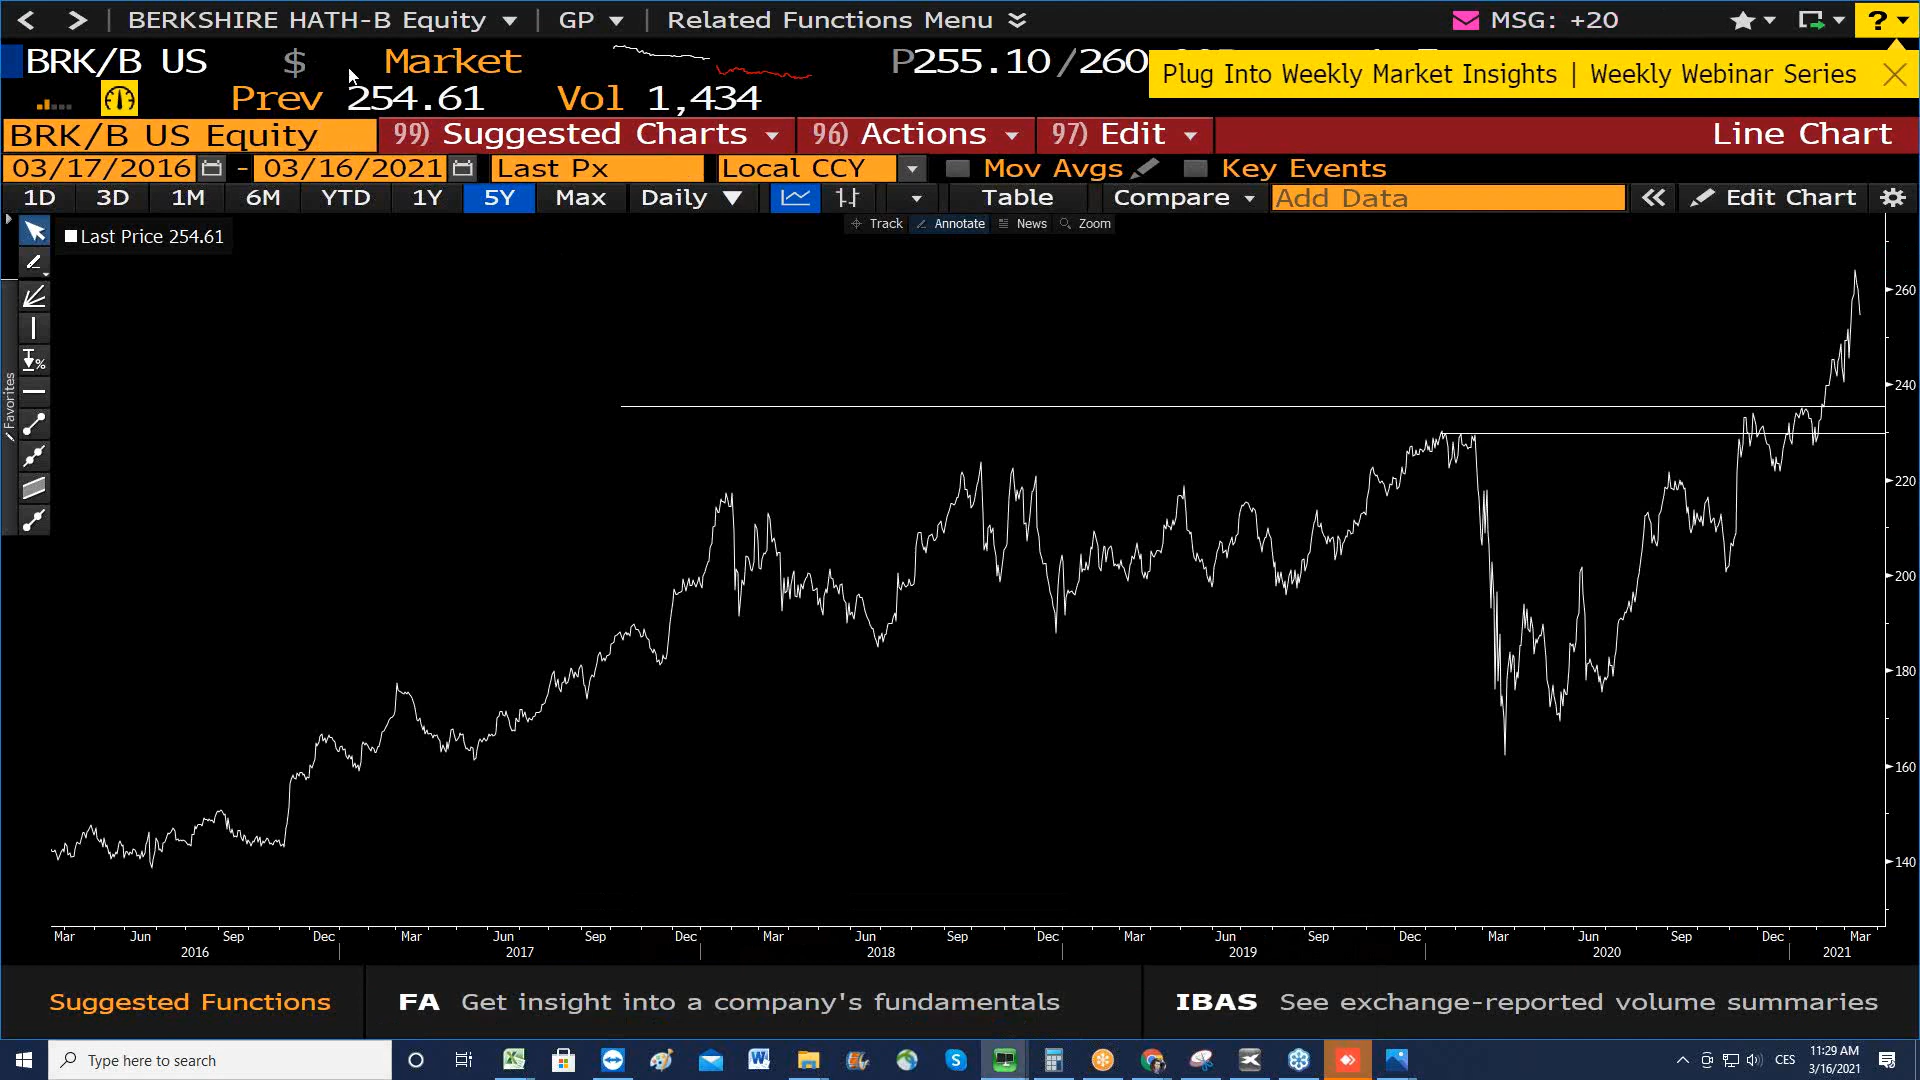 BERKSHIRE HATH-B Equity GP Related Functions Menu MSG: +20 ?
BRK/B US $ Market P255.10/260
Plug Into Weekly Market Insights | Weekly Webinar Series
Prev 254.61 Vol 1,434
BRK/B US Equity 99) Suggested Charts 96) Actions 97) Edit Line Chart
03/17/2016 - 03/16/2021 Last Px Local CCY Mov Avgs Key Events
1D 3D 1M 6M YTD 1Y 5Y Max Daily Table Compare Add Data Edit Chart
Track Annotate News Zoom
Last Price 254.61
Favorites
%
260
240
220
200
180
160
140
Mar Jun Sep Dec Mar Jun Sep Dec Mar Jun Sep Dec Mar Jun Sep Dec Mar Jun Sep Dec Mar
2016 2017 2018 2019 2020 2021
Suggested Functions FA Get insight into a company's fundamentals IBAS See exchange-reported volume summaries
Type here to search
CES
11:29 AM
3/16/2021